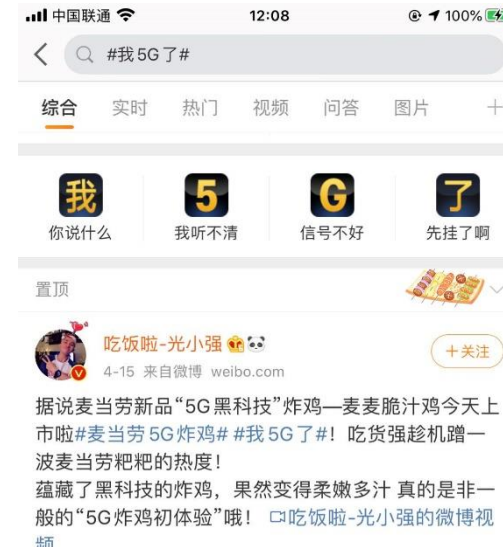 中国联通 12:08 100%
#我5G了#
综合 实时 热门 视频 问答 图片
我 5 G 了
你说什么 我听不清 信号不好 先挂了啊
置顶
吃饭啦-光小强
+关注
4-15 来自微博 weibo.com
据说麦当劳新品“5G黑科技”炸鸡—麦麦脆汁鸡今天上
市啦#麦当劳5G炸鸡# #我5G了#!吃货强趁机蹭一
波麦当劳粑粑的热度!
蕴藏了黑科技的炸鸡,果然变得柔嫩多汁 真的是非一
般的“5G炸鸡初体验”哦! 吃饭啦-光小强的微博视
频